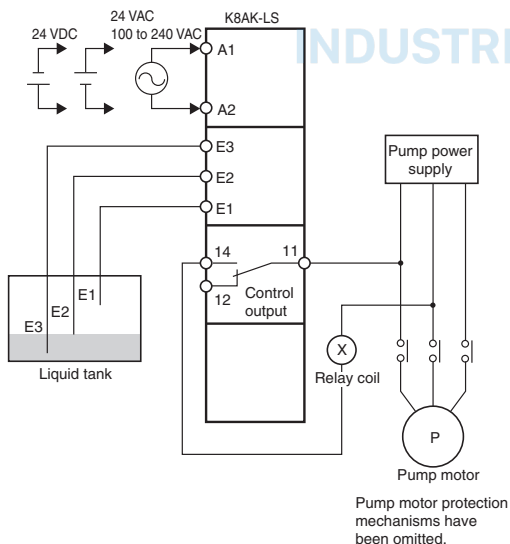 24 VAC
24 VDC
100 to 240 VAC
K8AK-LS
INDUSTRI
A1
A2
E3
E2
E1
Pump power
supply
14
11
12
Control
output
E1
E2
E3
Liquid tank
X
Relay coil
P
Pump motor
Pump motor protection
mechanisms have
been omitted.